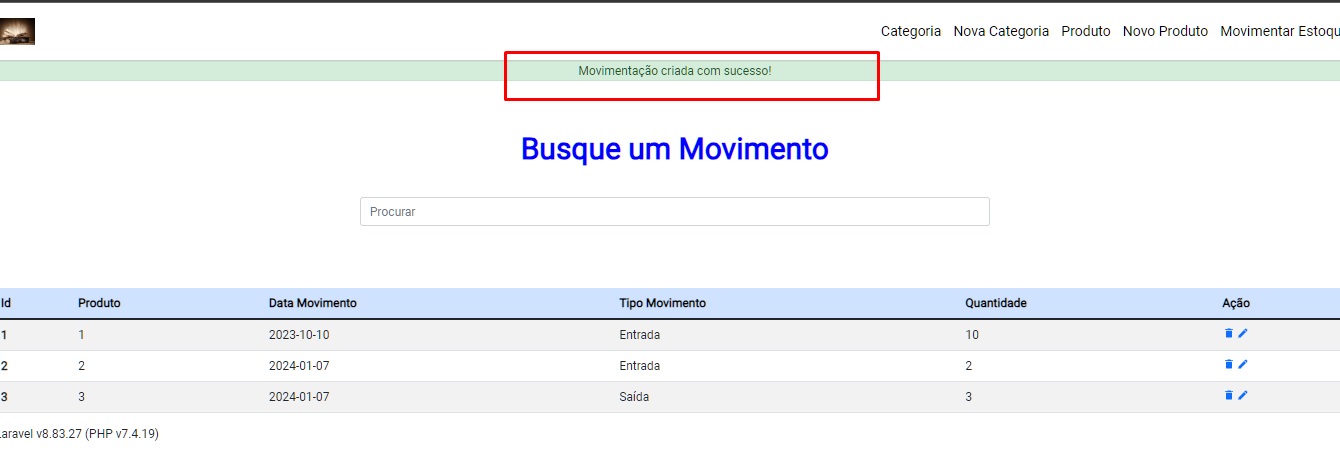 Categoria Nova Categoria Produto Novo Produto Movimentar Estoqu
Movimentação criada com sucesso!
Busque um Movimento
Procurar
Id Produto Data Movimento Tipo Movimento Quantidade Ação
1 1 2023-10-10 Entrada 10
2 2 2024-01-07 Entrada 2
3 3 2024-01-07 Saída 3
Laravel v8.83.27 (PHP v7.4.19)